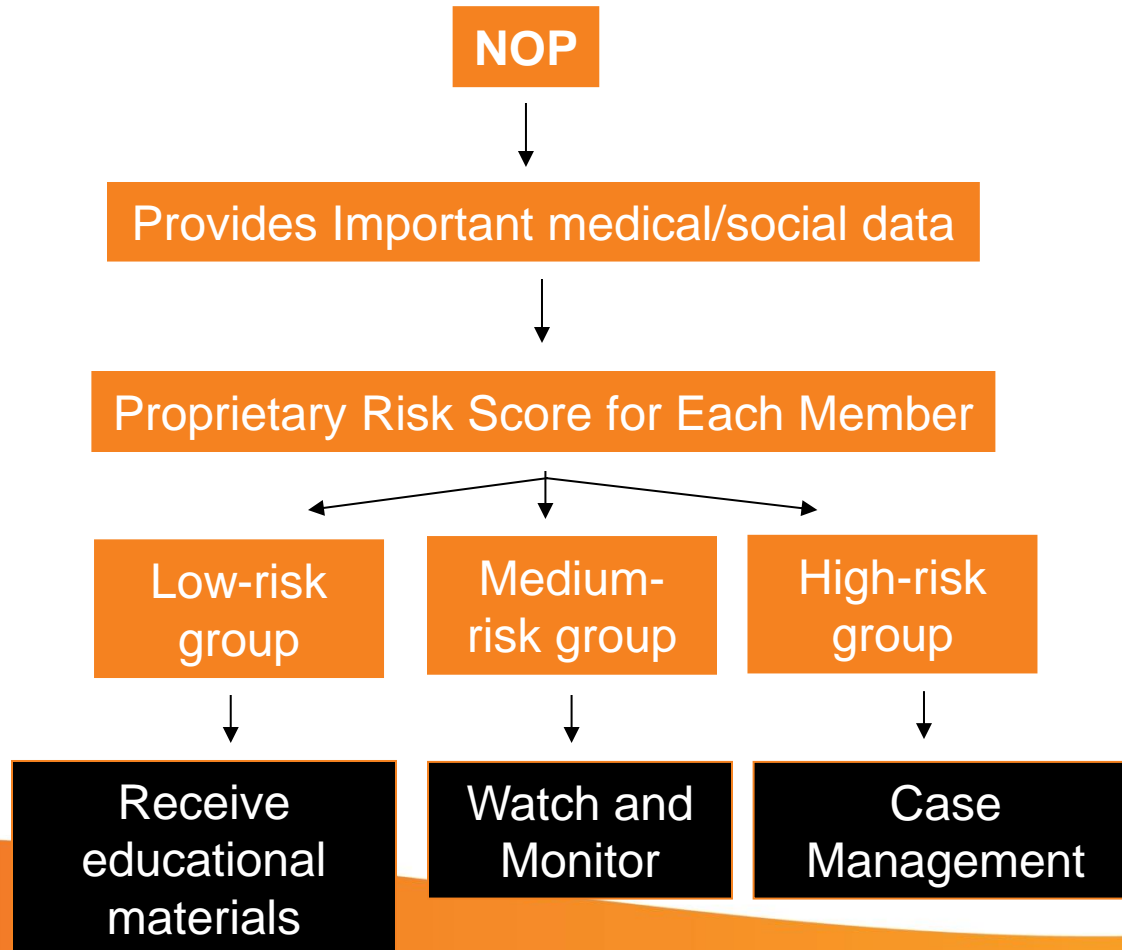 NOP
Provides Important medical/social data
Proprietary Risk Score for Each Member
Low-risk
group
Medium-
risk group
High-risk
group
Receive
educational
materials
Watch and
Monitor
Case
Management